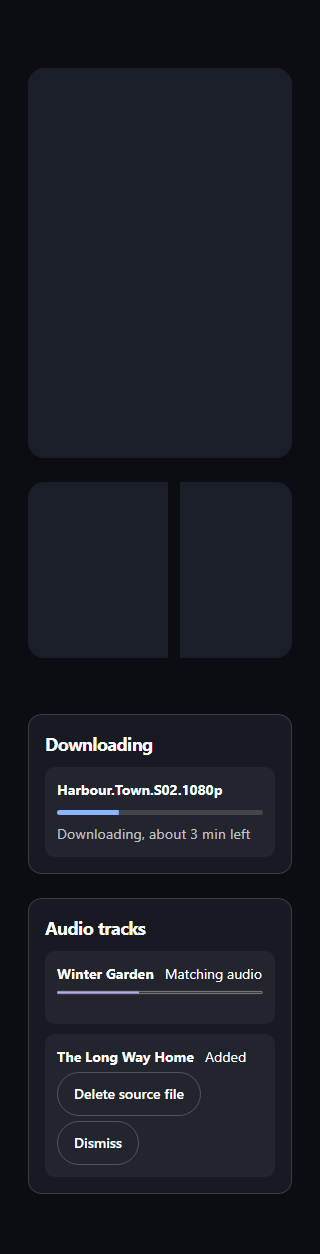 Downloading
Harbour.Town.S02.1080p
Downloading, about 3 min left
Audio tracks
Winter Garden Matching audio
The Long Way Home Added
Delete source file
Dismiss